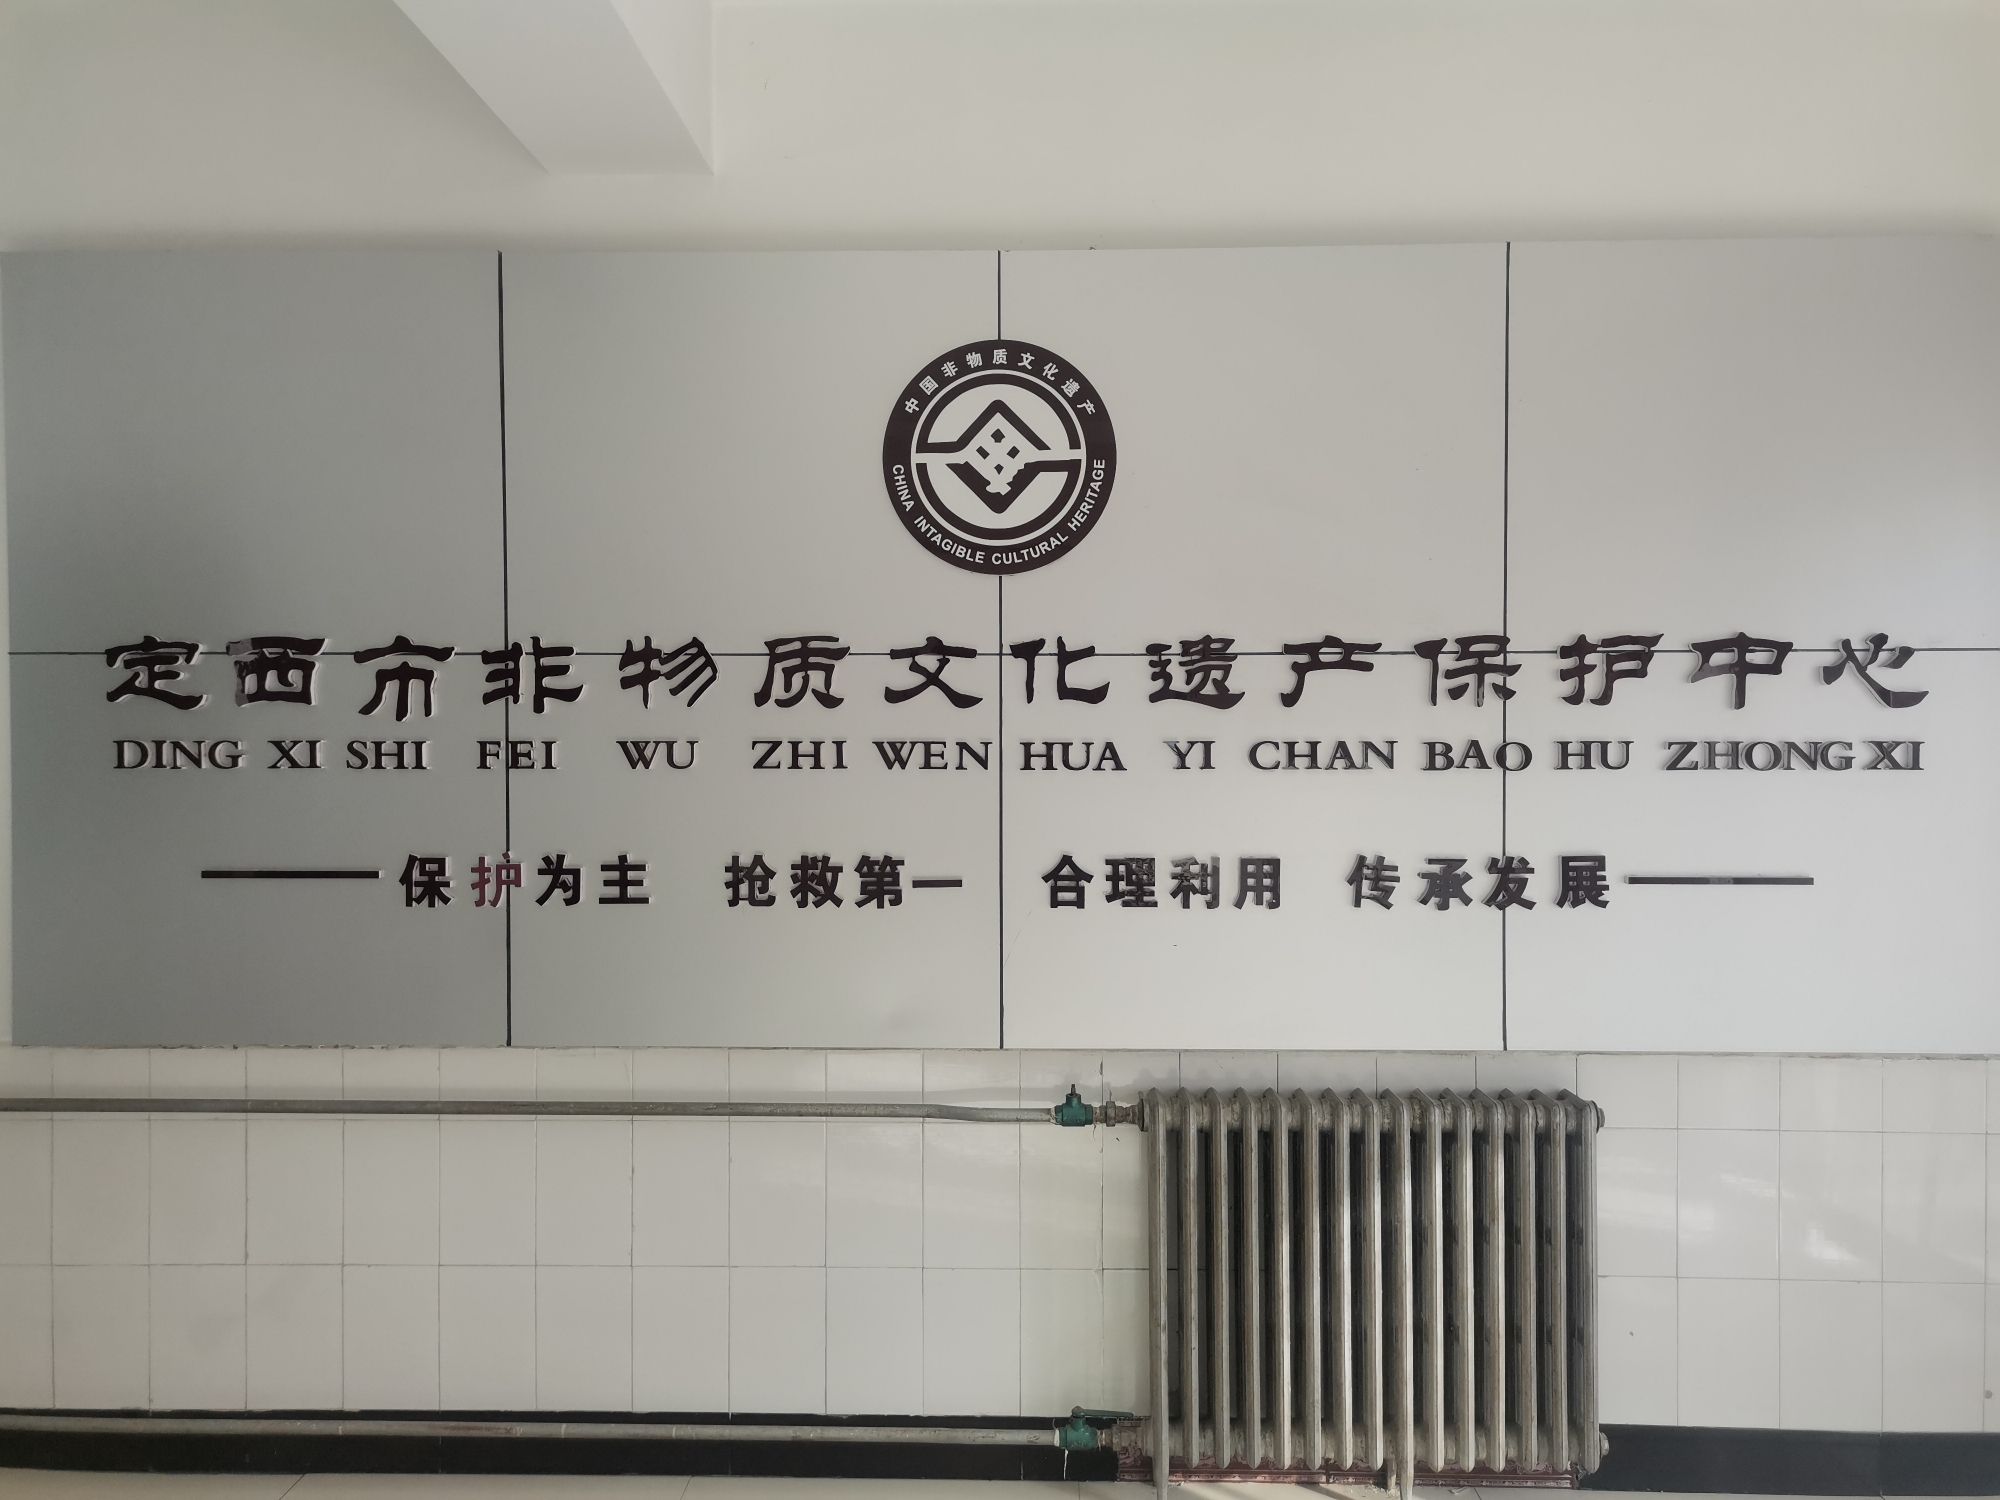 中国非物质文化遗产
CHINA INTAGIBLE CULTURAL HERITAGE
定西市非物质文化遗产保护中心
DING XI SHI FEI WU ZHI WEN HUA YI CHAN BAO HU ZHONG XI
——保护为主 抢救第一 合理利用 传承发展——